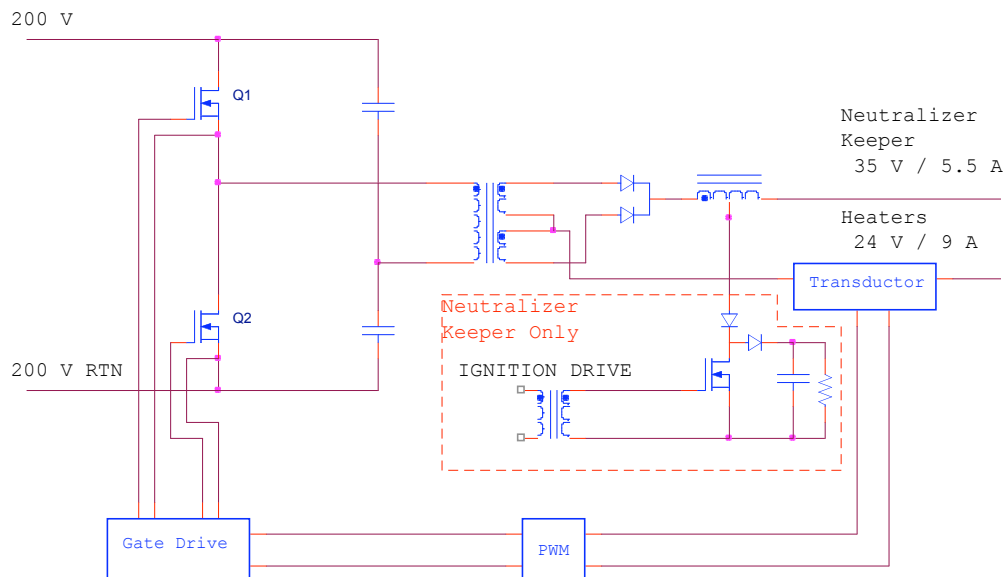 200 V
Q1
Neutralizer
Keeper
35 V / 5.5 A
Heaters
24 V / 9 A
Transductor
Neutralizer
Keeper Only
Q2
200 V RTN
IGNITION DRIVE
Gate Drive
PWM